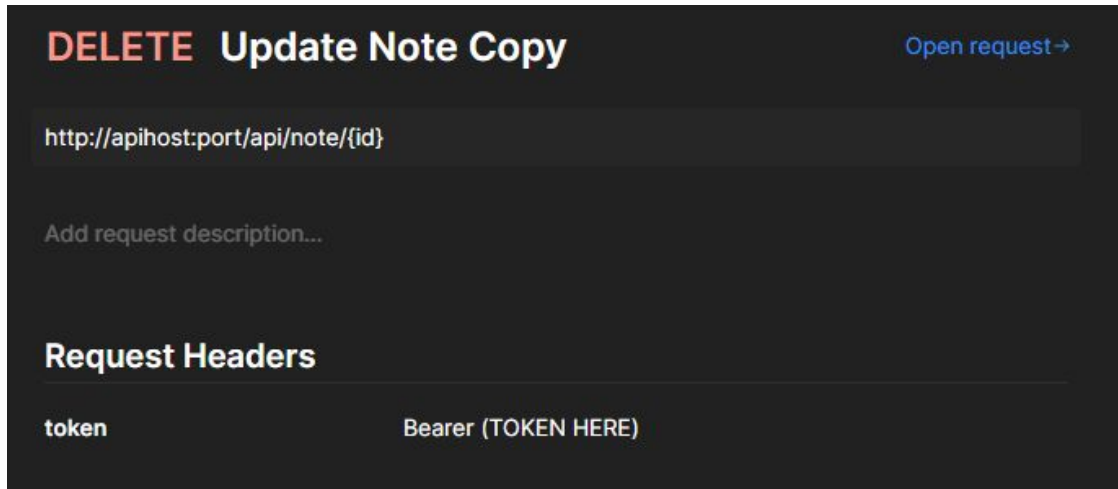 DELETE Update Note Copy Open request→
http://apihost:port/api/note/{id}
Add request description...
Request Headers
token Bearer (TOKEN HERE)